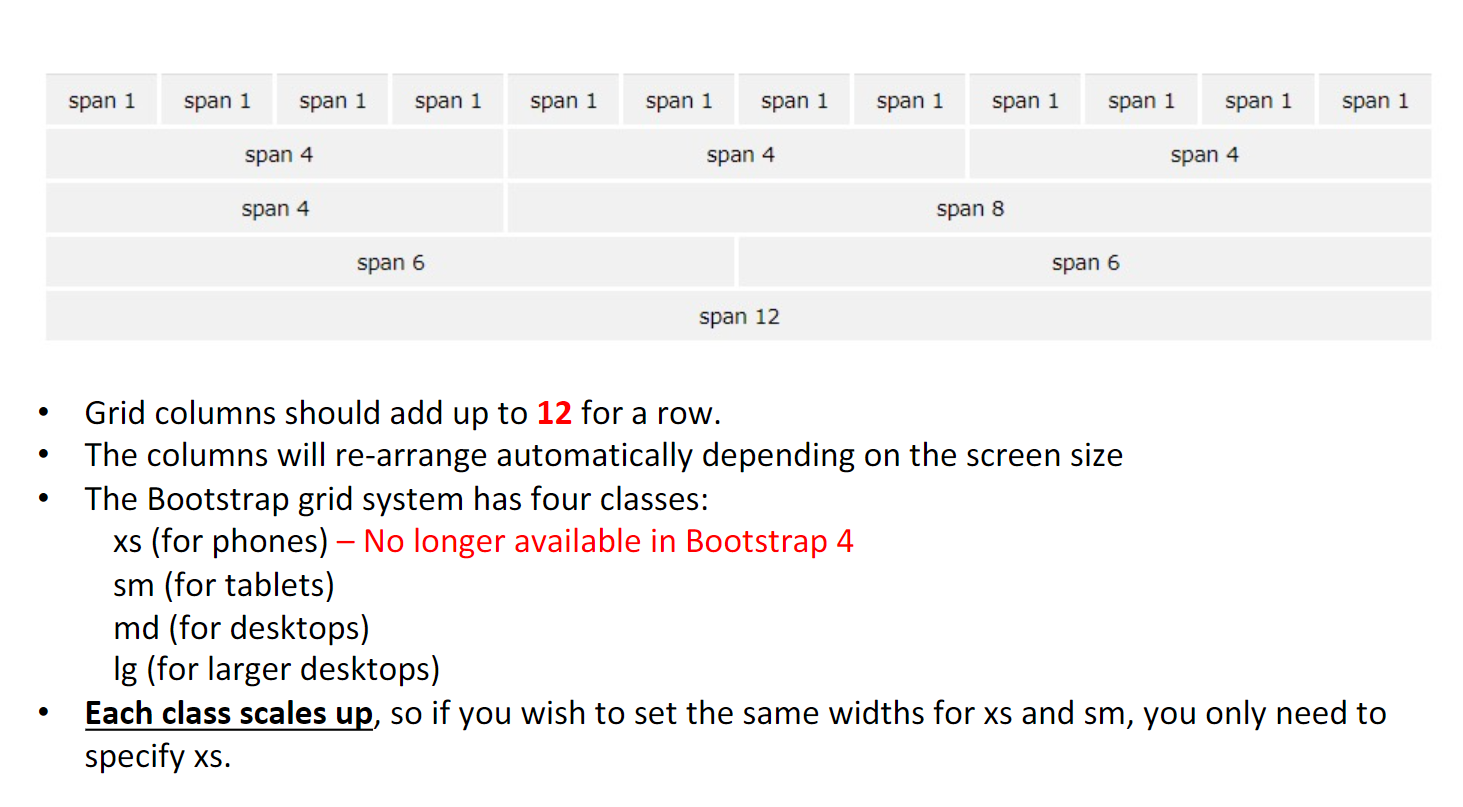 span 1 span 1 span 1 span 1 span 1 span 1 span 1 span 1 span 1 span 1 span 1 span 1
span 4 span 4 span 4
span 4 span 8
span 6 span 6
span 12
• Grid columns should add up to 12 for a row.
• The columns will re-arrange automatically depending on the screen size
• The Bootstrap grid system has four classes:
xs (for phones) – No longer available in Bootstrap 4
sm (for tablets)
md (for desktops)
lg (for larger desktops)
• Each class scales up, so if you wish to set the same widths for xs and sm, you only need to
specify xs.